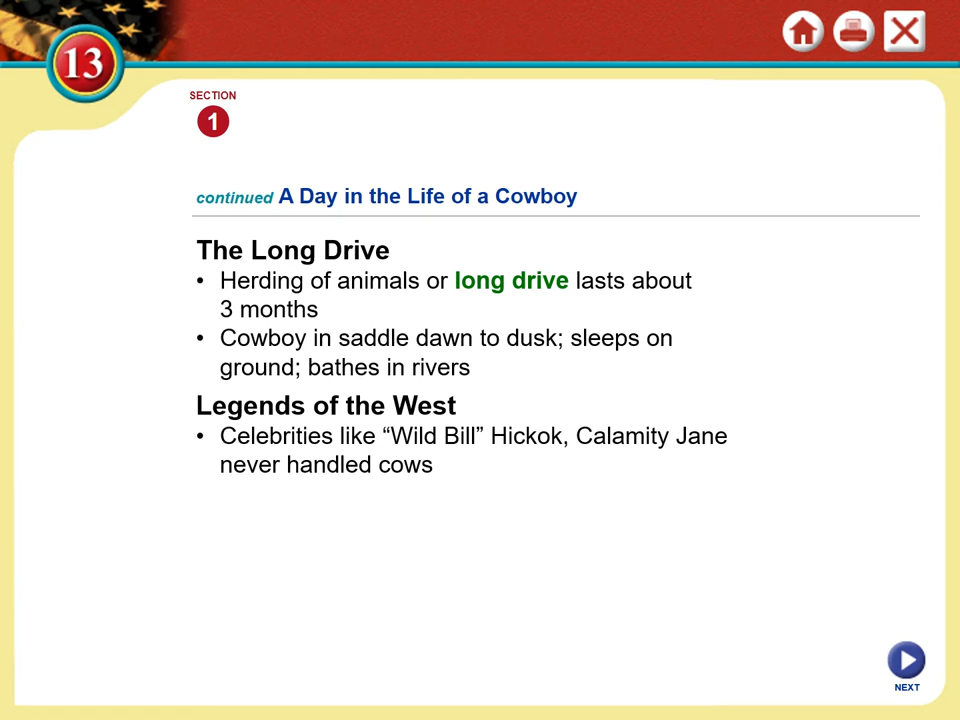 13
SECTION
1
continued A Day in the Life of a Cowboy
The Long Drive
• Herding of animals or long drive lasts about
3 months
• Cowboy in saddle dawn to dusk; sleeps on
ground; bathes in rivers
Legends of the West
• Celebrities like “Wild Bill” Hickok, Calamity Jane
never handled cows
NEXT